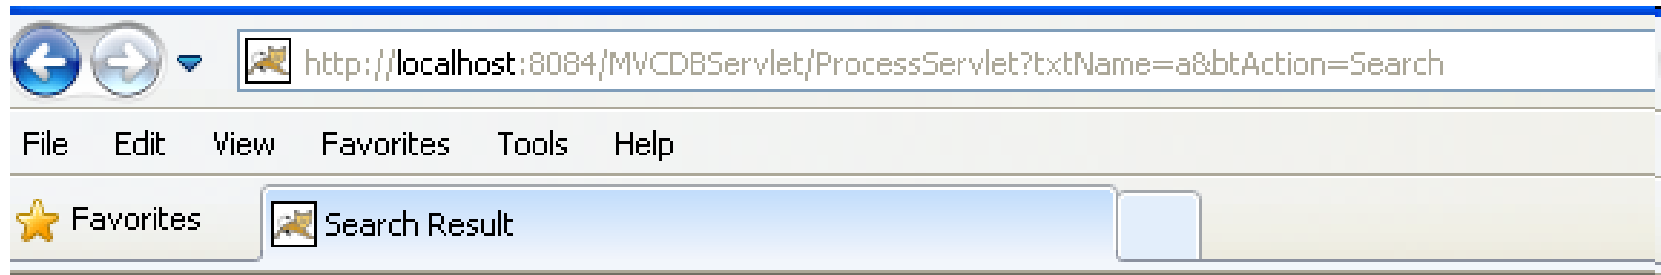 http://localhost:8084/MVCDBServlet/ProcessServlet?txtName=a&btAction=Search
File Edit View Favorites Tools Help
Favorites Search Result